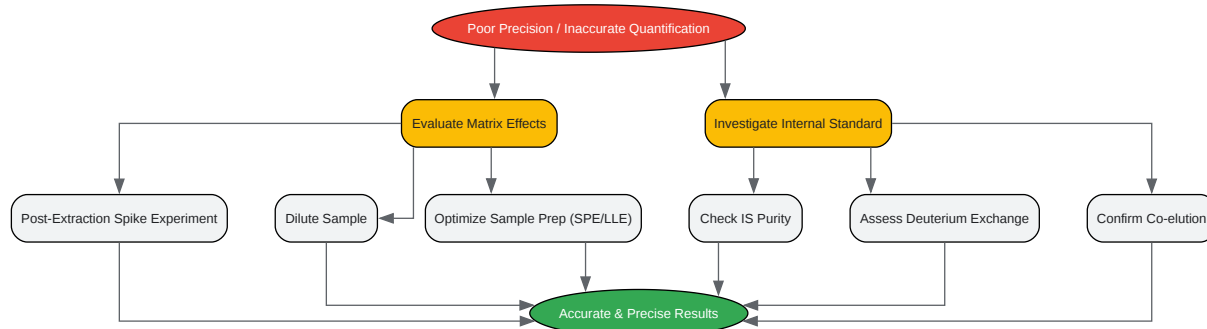 Poor Precision / Inaccurate Quantification
Evaluate Matrix Effects
Investigate Internal Standard
Post-Extraction Spike Experiment
Dilute Sample
Optimize Sample Prep (SPE/LLE)
Check IS Purity
Assess Deuterium Exchange
Confirm Co-elution
Accurate & Precise Results